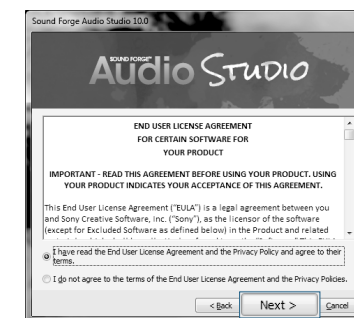 Sound Forge Audio Studio 10.0
SOUND FORGE™
Audio Studio
END USER LICENSE AGREEMENT
FOR CERTAIN SOFTWARE FOR
YOUR PRODUCT
IMPORTANT - READ THIS AGREEMENT BEFORE USING YOUR PRODUCT. USING
YOUR PRODUCT INDICATES YOUR ACCEPTANCE OF THIS AGREEMENT.
This End User License Agreement ("EULA") is a legal agreement between you
and Sony Creative Software, Inc. ("Sony"), as the licensor of the software
(except for Excluded Software as defined below) in the Product and related
I have read the End User License Agreement and the Privacy Policy and agree to their
terms.
I do not agree to the terms of the End User License Agreement and the Privacy Policies.
< Back Next > Cancel